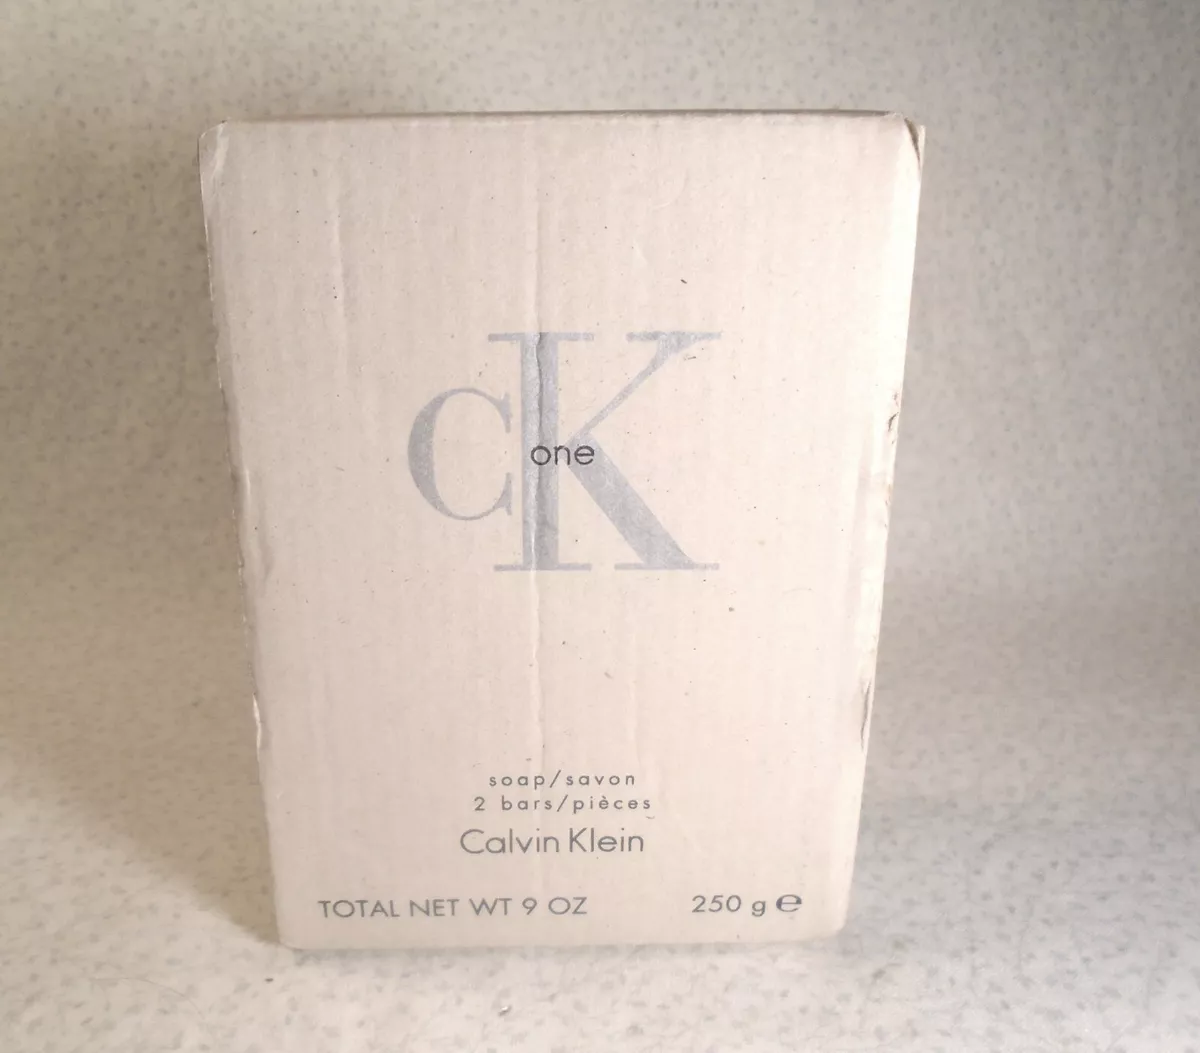 cK
one
soap/savon
2 bars/pièces
Calvin Klein
TOTAL NET WT 9 OZ 250 g ℮